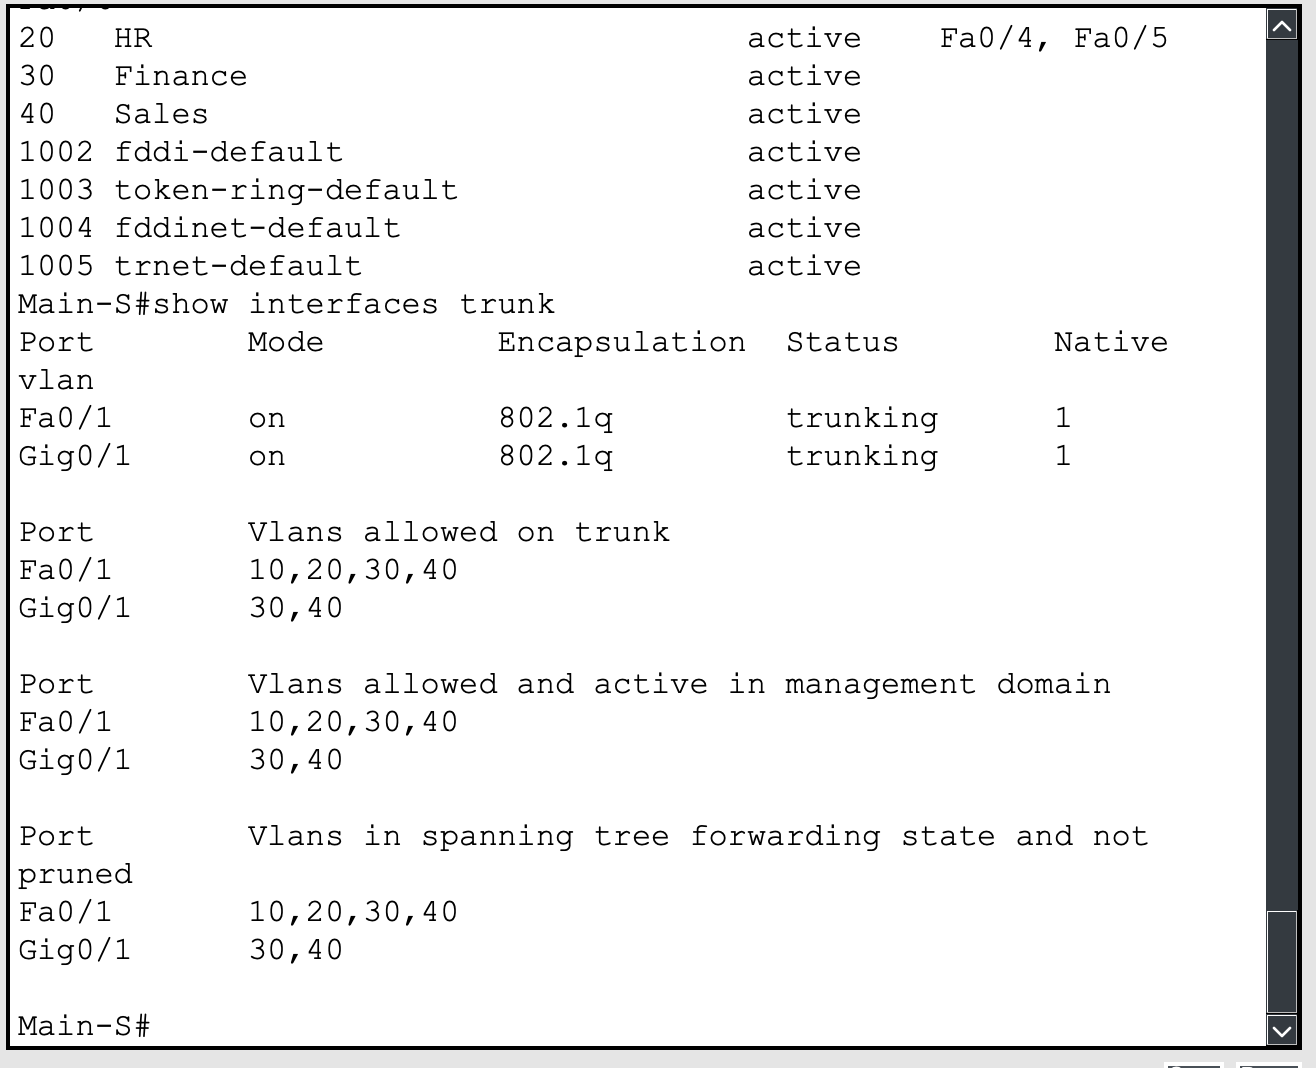 20   HR                               active    Fa0/4, Fa0/5
30   Finance                          active
40   Sales                            active
1002 fddi-default                     active
1003 token-ring-default               active
1004 fddinet-default                  active
1005 trnet-default                    active
Main-S#show interfaces trunk
Port        Mode         Encapsulation  Status        Native
vlan
Fa0/1       on           802.1q         trunking      1
Gig0/1      on           802.1q         trunking      1
Port        Vlans allowed on trunk
Fa0/1       10,20,30,40
Gig0/1      30,40
Port        Vlans allowed and active in management domain
Fa0/1       10,20,30,40
Gig0/1      30,40
Port        Vlans in spanning tree forwarding state and not
pruned
Fa0/1       10,20,30,40
Gig0/1      30,40
Main-S#